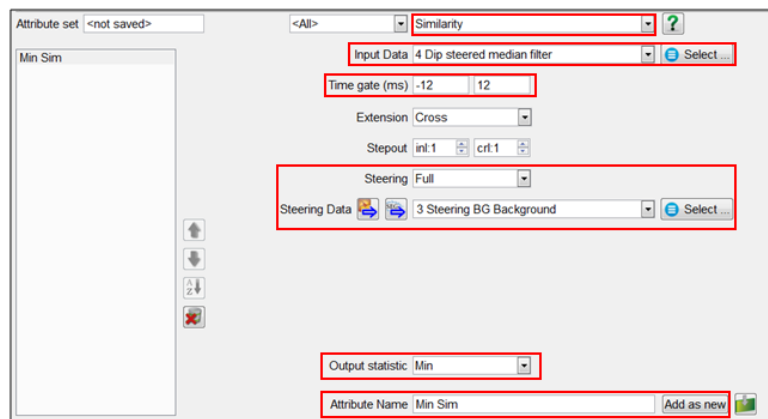 Attribute set <not saved> <All> Similarity ?
Min Sim
Input Data 4 Dip steered median filter Select ...
Time gate (ms) -12 12
Extension Cross
Stepout inl:1 crl:1
Steering Full
Steering Data 3 Steering BG Background Select ...
A
Z
Output statistic Min
Attribute Name Min Sim Add as new